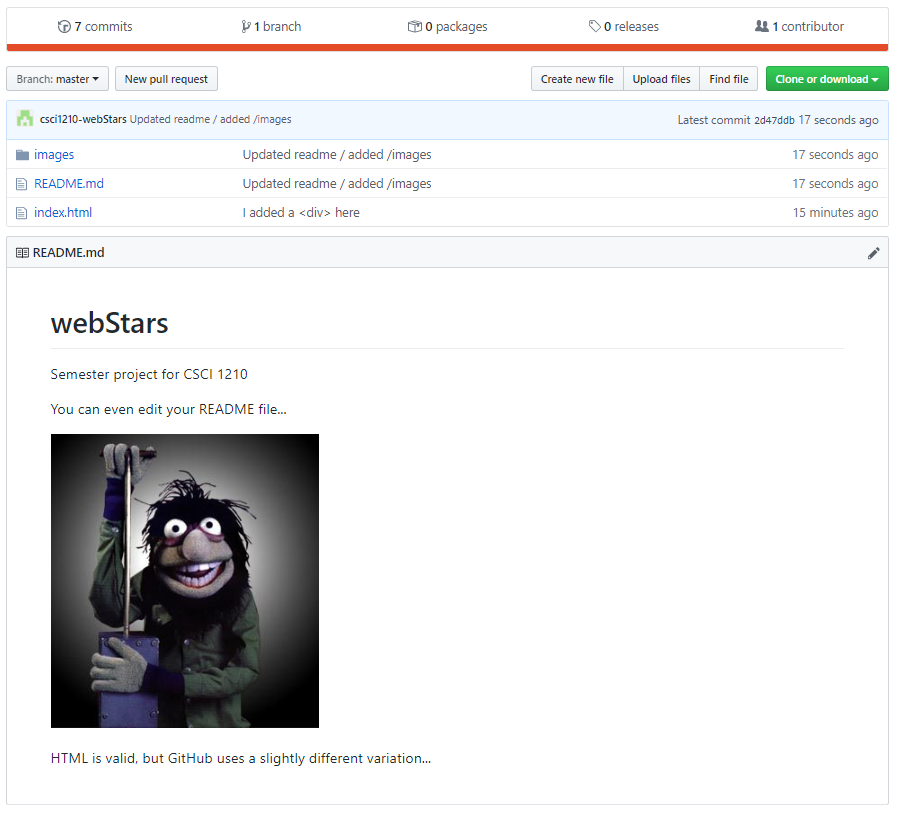 7 commits 1 branch 0 packages 0 releases 1 contributor
Branch: master New pull request Create new file Upload files Find file Clone or download
csci1210-webStars Updated readme / added /images Latest commit 2d47ddb 17 seconds ago
images Updated readme / added /images 17 seconds ago
README.md Updated readme / added /images 17 seconds ago
index.html I added a <div> here 15 minutes ago
README.md
webStars
Semester project for CSCI 1210
You can even edit your README file...
HTML is valid, but GitHub uses a slightly different variation...